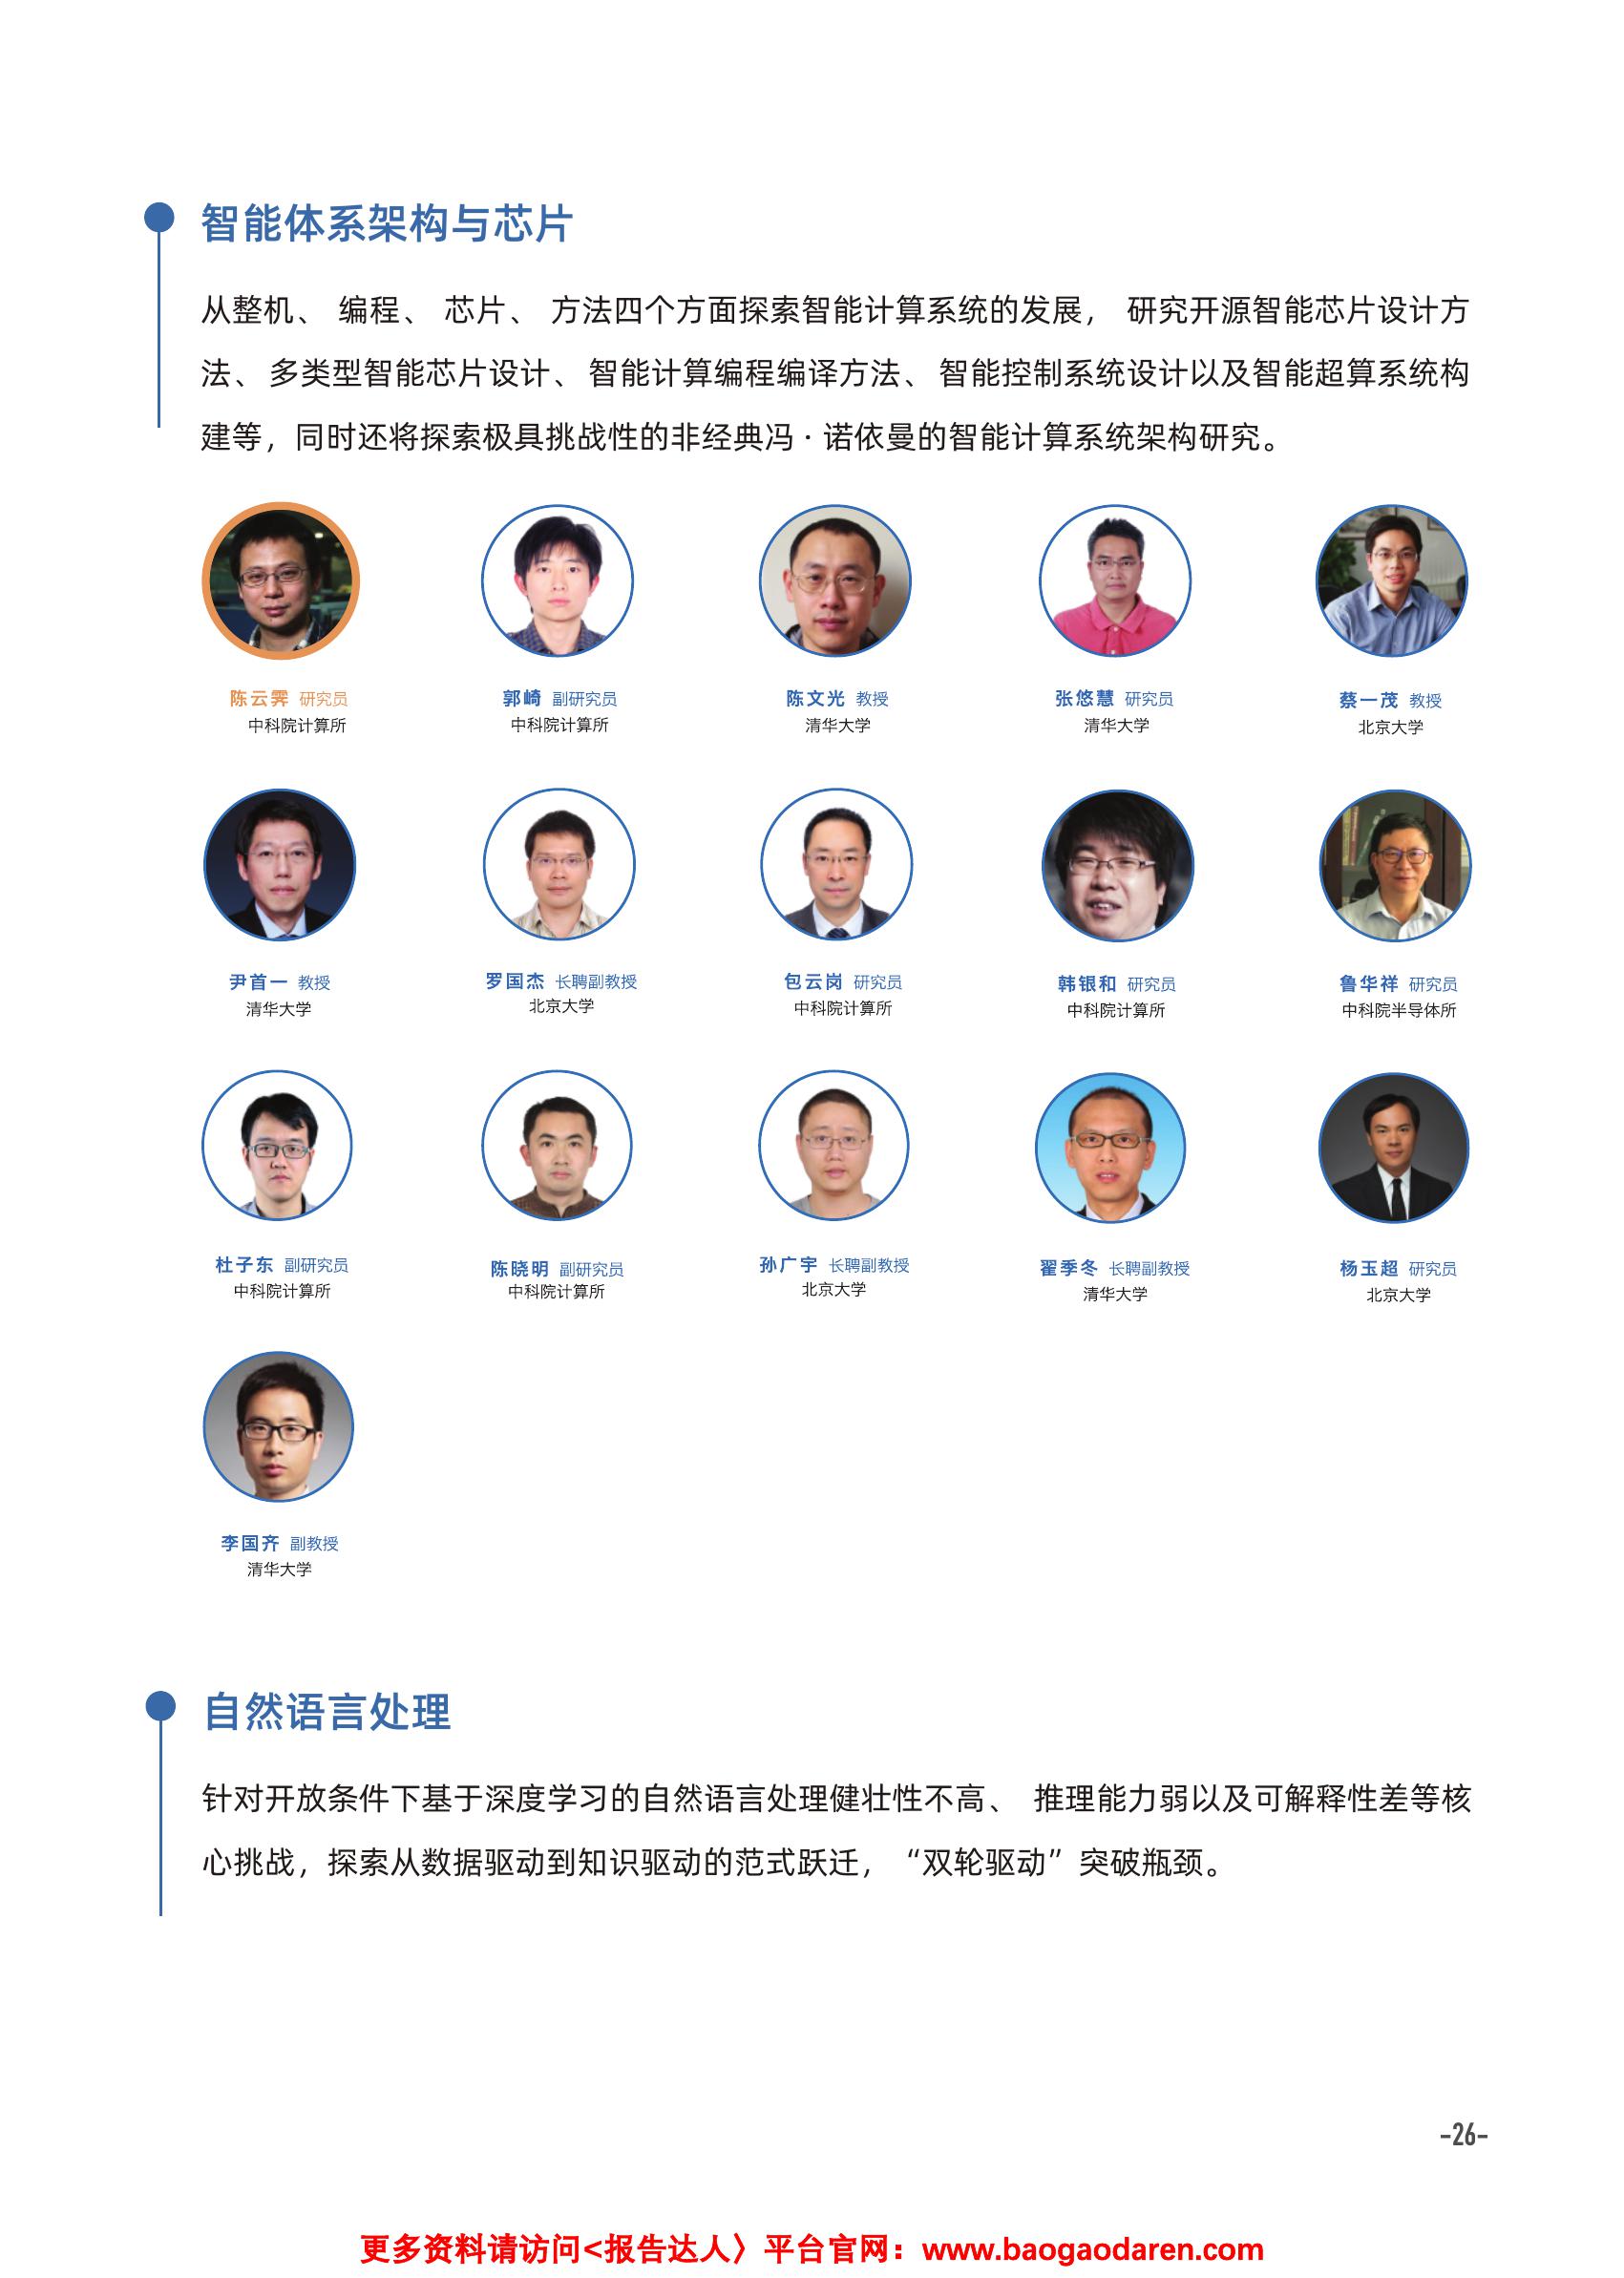 智能体系架构与芯片
从整机、 编程、 芯片、 方法四个方面探索智能计算系统的发展， 研究开源智能芯片设计方
法、 多类型智能芯片设计、 智能计算编程编译方法、 智能控制系统设计以及智能超算系统构
建等，同时还将探索极具挑战性的非经典冯·诺依曼的智能计算系统架构研究。
陈云霁 研究员
中科院计算所
郭崎 副研究员
中科院计算所
陈文光 教授
清华大学
张悠慧 研究员
清华大学
蔡一茂 教授
北京大学
尹首一 教授
清华大学
罗国杰 长聘副教授
北京大学
包云岗 研究员
中科院计算所
韩银和 研究员
中科院计算所
鲁华祥 研究员
中科院半导体所
杜子东 副研究员
中科院计算所
陈晓明 副研究员
中科院计算所
孙广宇 长聘副教授
北京大学
翟季冬 长聘副教授
清华大学
杨玉超 研究员
北京大学
李国齐 副教授
清华大学
自然语言处理
针对开放条件下基于深度学习的自然语言处理健壮性不高、 推理能力弱以及可解释性差等核
心挑战，探索从数据驱动到知识驱动的范式跃迁， “双轮驱动”突破瓶颈。
-26-
更多资料请访问<报告达人〉平台官网：www.baogaodaren.com